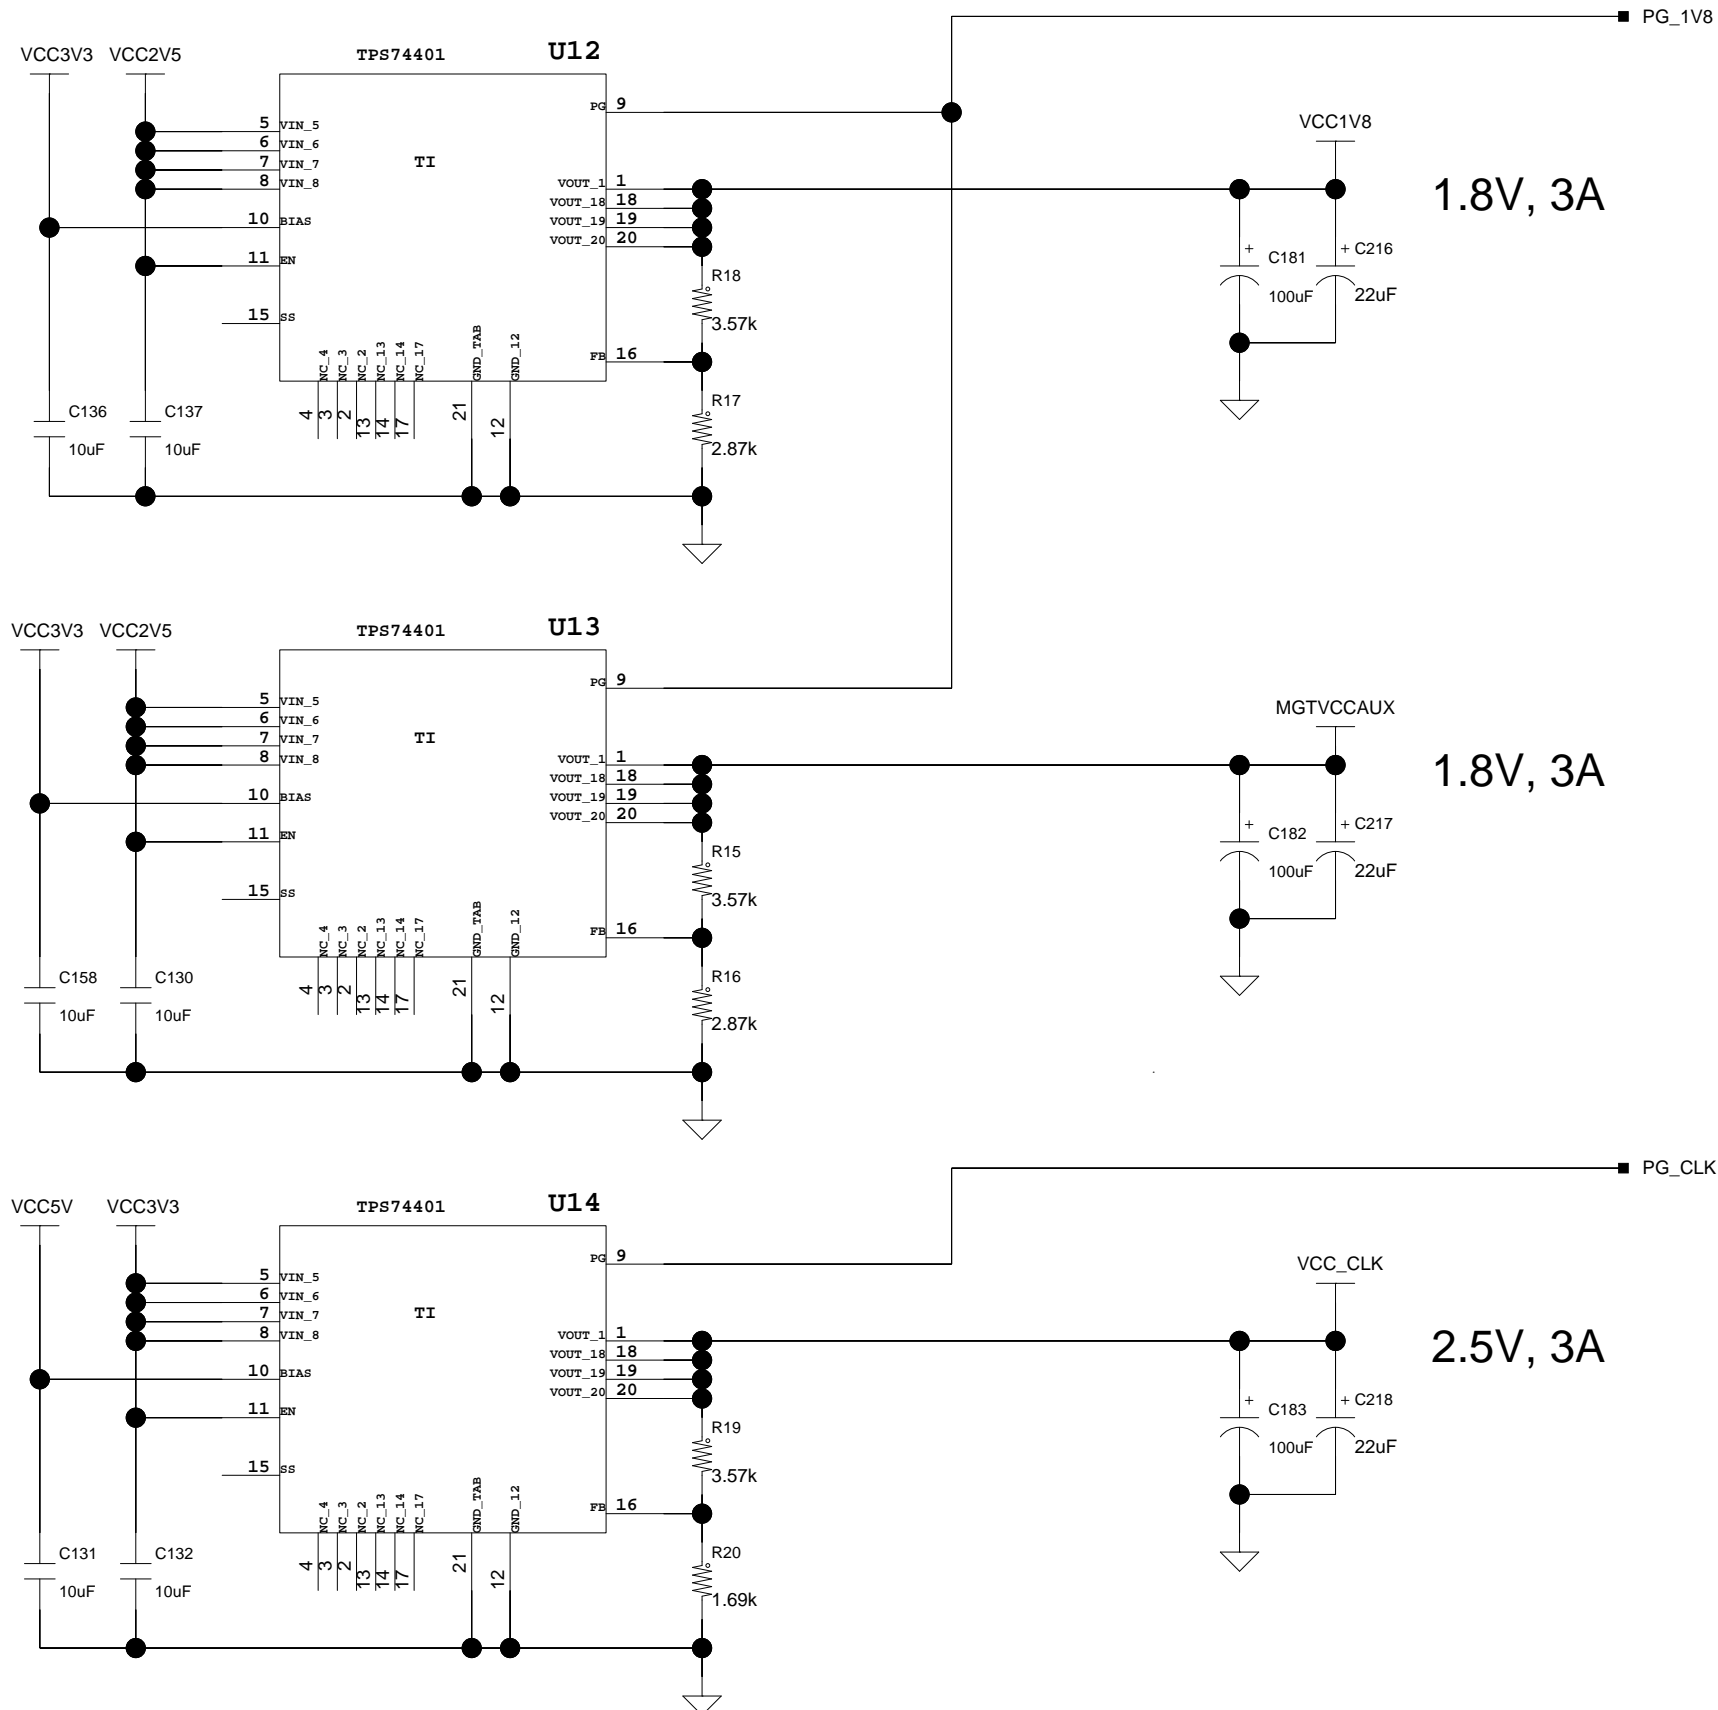 PG_1V8
VCC3V3 VCC2V5
TPS74401 U12
PG 9
VCC1V8
5 VIN_5
6 VIN_6
7 VIN_7
8 VIN_8
TI
VOUT_1 1
VOUT_18 18
VOUT_19 19
VOUT_20 20
1.8V, 3A
10 BIAS
11 EN
15 SS
R18
3.57k
+ C181
100uF
+ C216
22uF
FB 16
NC_4 NC_3 NC_2 NC_13 NC_14 NC_17 GND_TAB GND_12
4 3 2 13 14 17 21 12
C136
10uF
C137
10uF
R17
2.87k
VCC3V3 VCC2V5
TPS74401 U13
PG 9
MGTVCCAUX
5 VIN_5
6 VIN_6
7 VIN_7
8 VIN_8
TI
VOUT_1 1
VOUT_18 18
VOUT_19 19
VOUT_20 20
1.8V, 3A
10 BIAS
11 EN
15 SS
R15
3.57k
+ C182
100uF
+ C217
22uF
FB 16
NC_4 NC_3 NC_2 NC_13 NC_14 NC_17 GND_TAB GND_12
4 3 2 13 14 17 21 12
C158
10uF
C130
10uF
R16
2.87k
PG_CLK
VCC5V VCC3V3
TPS74401 U14
PG 9
VCC_CLK
5 VIN_5
6 VIN_6
7 VIN_7
8 VIN_8
TI
VOUT_1 1
VOUT_18 18
VOUT_19 19
VOUT_20 20
2.5V, 3A
10 BIAS
11 EN
15 SS
R19
3.57k
+ C183
100uF
+ C218
22uF
FB 16
NC_4 NC_3 NC_2 NC_13 NC_14 NC_17 GND_TAB GND_12
4 3 2 13 14 17 21 12
C131
10uF
C132
10uF
R20
1.69k